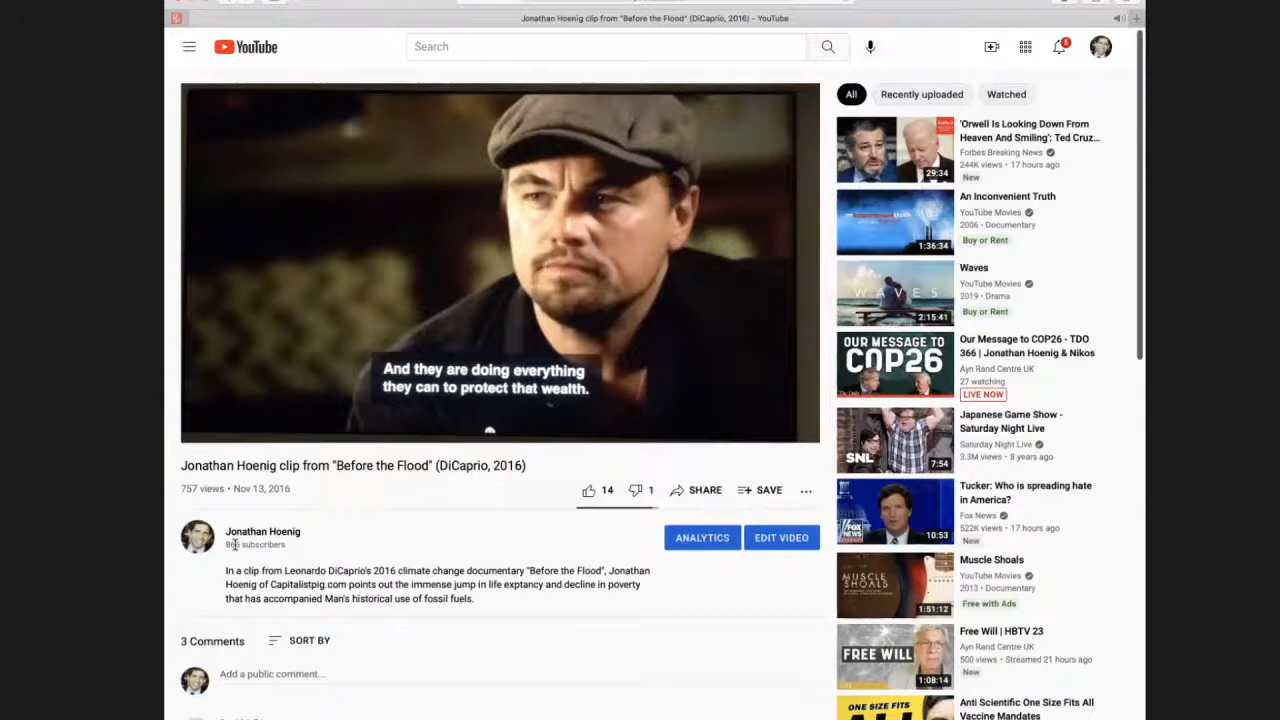 Jonathan Hoenig clip from "Before the Flood" (DiCaprio, 2016) - YouTube
YouTube
Search
5
And they are doing everything
they can to protect that wealth.
Jonathan Hoenig clip from "Before the Flood" (DiCaprio, 2016)
757 views • Nov 13, 2016
14
1
SHARE
SAVE
Jonathan Hoenig
subscribers
ANALYTICS
EDIT VIDEO
In a clip from Leonardo DiCaprio's 2016 climate change documentary "Before the Flood", Jonathan
Hoenig of Capitalistpig.com points out the immense jump in life exptancy and decline in poverty
that has accompanied Man's historical use of fossil fuels.
3 Comments
SORT BY
Add a public comment...
All
Recently uploaded
Watched
29:34
'Orwell Is Looking Down From
Heaven And Smiling': Ted Cruz...
Forbes Breaking News
244K views • 17 hours ago
New
1:36:34
An Inconvenient Truth
YouTube Movies
2006 • Documentary
Buy or Rent
WAVES
2:15:41
Waves
YouTube Movies
2019 • Drama
Buy or Rent
OUR MESSAGE TO
COP26
Our Message to COP26 - TDO
366 | Jonathan Hoenig & Nikos
Ayn Rand Centre UK
27 watching
LIVE NOW
SNL
7:54
Japanese Game Show -
Saturday Night Live
Saturday Night Live
3.3M views • 8 years ago
10:53
Tucker: Who is spreading hate
in America?
Fox News
522K views • 17 hours ago
New
MUSCLE
SHOALS
1:51:12
Muscle Shoals
YouTube Movies
2013 • Documentary
Free with Ads
FREE WILL
1:08:14
Free Will | HBTV 23
Ayn Rand Centre UK
500 views • Streamed 21 hours ago
New
ONE SIZE FITS
ALL
Anti Scientific One Size Fits All
Vaccine Mandates